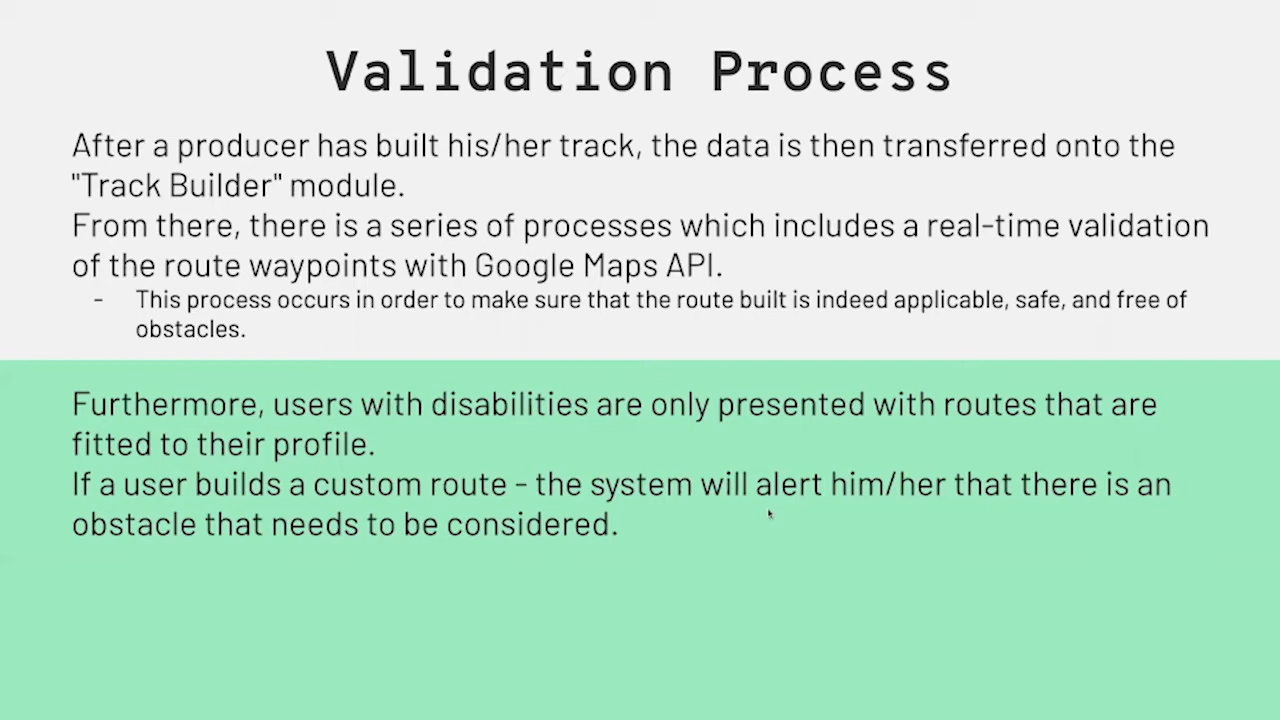 Validation Process
After a producer has built his/her track, the data is then transferred onto the
"Track Builder" module.
From there, there is a series of processes which includes a real-time validation
of the route waypoints with Google Maps API.
- This process occurs in order to make sure that the route built is indeed applicable, safe, and free of
obstacles.
Furthermore, users with disabilities are only presented with routes that are
fitted to their profile.
If a user builds a custom route - the system will alert him/her that there is an
obstacle that needs to be considered.